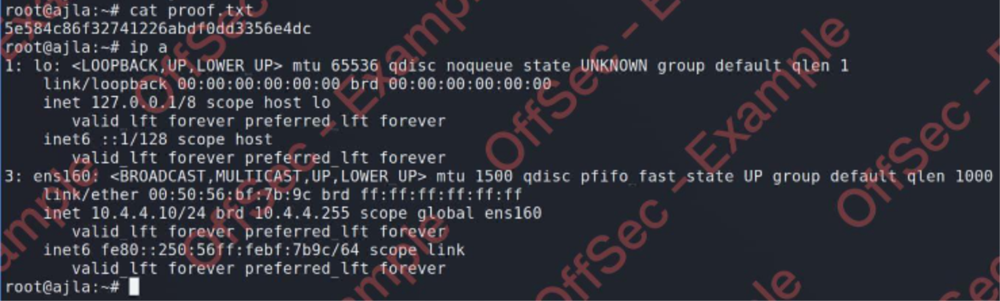 root@ajla:~# cat proof.txt
5e584c86f32741226abdf0dd3356e4dc
root@ajla:~# ip a
1: lo: <LOOPBACK,UP,LOWER_UP> mtu 65536 qdisc noqueue state UNKNOWN group default qlen 1
    link/loopback 00:00:00:00:00:00 brd 00:00:00:00:00:00
    inet 127.0.0.1/8 scope host lo
       valid_lft forever preferred_lft forever
    inet6 ::1/128 scope host
       valid_lft forever preferred_lft forever
3: ens160: <BROADCAST,MULTICAST,UP,LOWER_UP> mtu 1500 qdisc pfifo_fast state UP group default qlen 1000
    link/ether 00:50:56:bf:7b:9c brd ff:ff:ff:ff:ff:ff
    inet 10.4.4.10/24 brd 10.4.4.255 scope global ens160
       valid_lft forever preferred_lft forever
    inet6 fe80::250:56ff:febf:7b9c/64 scope link
       valid_lft forever preferred_lft forever
root@ajla:~#
OffSec - Example
OffSec - Example
OffSec - Example
OffSec - Example